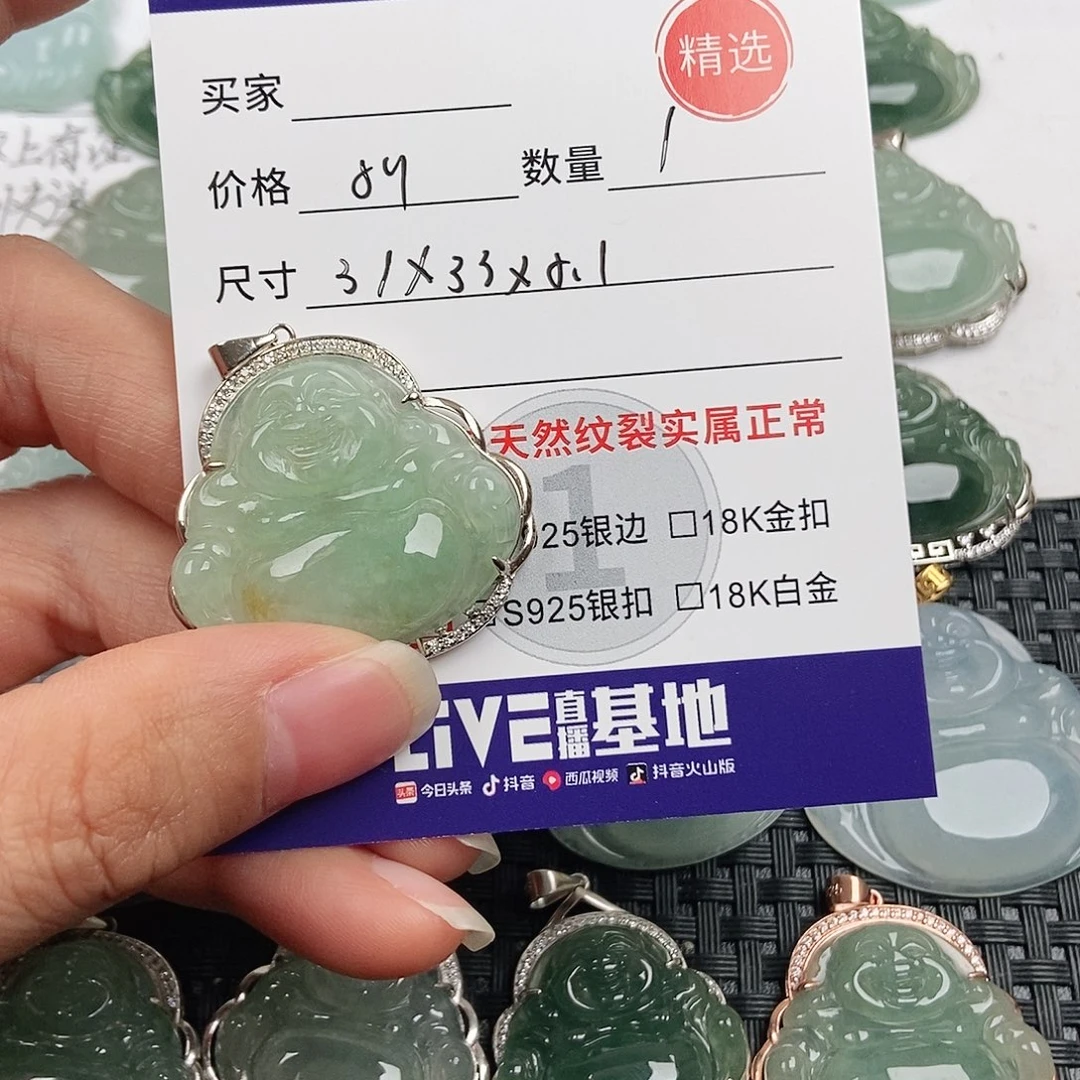 精选
买家
价格 84 数量 1
尺寸 31X33x8.1
天然纹裂实属正常
925银边 □18K金扣
S925银扣 □18K白金
1
LiVE直播基地
头条 今日头条 抖音 西瓜视频 抖音火山版